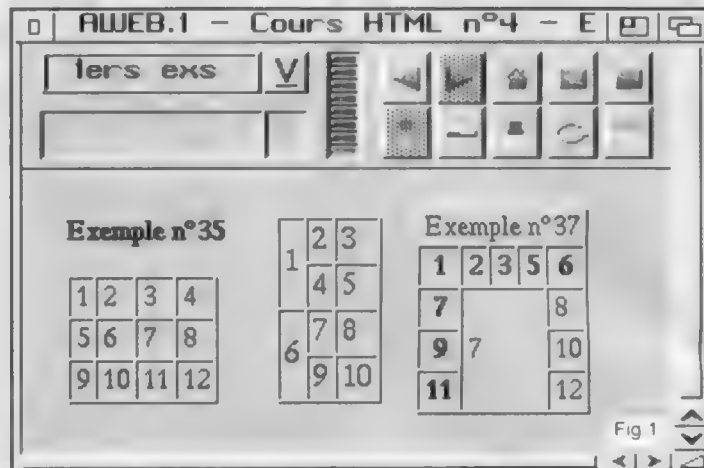 AWEB.1 - Cours HTML n°4 - E
1ers exs V
Exemple n°35
1 2 3 4
5 6 7 8
9 10 11 12
1 2 3
4 5
6 7 8
9 10
Exemple n°37
1 2 3 5 6
7 7 8
9 10
11 12
Fig 1